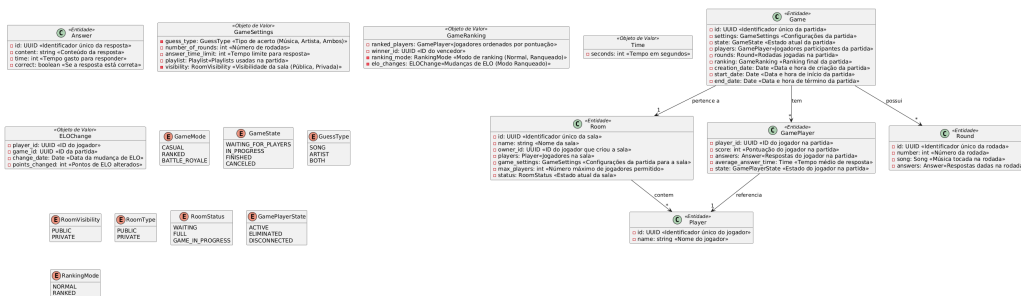 «Entidade»
Answer
id: UUID «Identificador único da resposta»
content: string «Conteúdo da resposta»
time: int «Tempo gasto para responder»
correct: boolean «Se a resposta está correta»
«Objeto de Valor»
GameSettings
guess_type: GuessType «Tipo de acerto (Música, Artista, Ambos)»
number_of_rounds: int «Número de rodadas»
answer_time_limit: int «Tempo limite para resposta»
playlist: Playlist«Playlists usadas na partida»
visibility: RoomVisibility «Visibilidade da sala (Pública, Privada)»
«Objeto de Valor»
GameRanking
ranked_players: GamePlayer«Jogadores ordenados por pontuação»
winner_id: UUID «ID do vencedor»
ranking_mode: RankingMode «Modo de ranking (Normal, Ranqueado)»
elo_changes: ELOChange«Mudanças de ELO (Modo Ranqueado)»
«Objeto de Valor»
Time
seconds: int «Tempo em segundos»
«Entidade»
Game
id: UUID «Identificador único da partida»
settings: GameSettings «Configurações da partida»
state: GameState «Estado atual da partida»
players: GamePlayer«Jogadores participantes da partida»
rounds: Round«Rodadas jogadas na partida»
ranking: GameRanking «Ranking final da partida»
creation_date: Date «Data e hora de criação da partida»
start_date: Date «Data e hora de início da partida»
end_date: Date «Data e hora de término da partida»
pertence a
1
tem
*
possui
*
«Objeto de Valor»
ELOChange
player_id: UUID «ID do jogador»
game_id: UUID «ID da partida»
change_date: Date «Data da mudança de ELO»
points_changed: int «Pontos de ELO alterados»
GameMode
CASUAL
RANKED
BATTLE_ROYALE
GameState
WAITING_FOR_PLAYERS
IN_PROGRESS
FINISHED
CANCELED
GuessType
SONG
ARTIST
BOTH
«Entidade»
Room
id: UUID «Identificador único da sala»
name: string «Nome da sala»
owner_id: UUID «ID do jogador que criou a sala»
players: Player«Jogadores na sala»
game_settings: GameSettings «Configurações da partida para a sala»
max_players: int «Número máximo de jogadores permitido»
status: RoomStatus «Estado atual da sala»
«Entidade»
GamePlayer
player_id: UUID «ID do jogador na partida»
score: int «Pontuação do jogador na partida»
answers: Answer«Respostas do jogador na partida»
average_answer_time: Time «Tempo médio de resposta»
state: GamePlayerState «Estado do jogador na partida»
«Entidade»
Round
id: UUID «Identificador único da rodada»
number: int «Número da rodada»
song: Song «Música tocada na rodada»
answers: Answer«Respostas dadas na rodada
contem
*
referencia
1
RoomVisibility
PUBLIC
PRIVATE
RoomType
PUBLIC
PRIVATE
RoomStatus
WAITING
FULL
GAME_IN_PROGRESS
GamePlayerState
ACTIVE
ELIMINATED
DISCONNECTED
«Entidade»
Player
id: UUID «Identificador único do jogador»
name: string «Nome do jogador»
RankingMode
NORMAL
RANKED